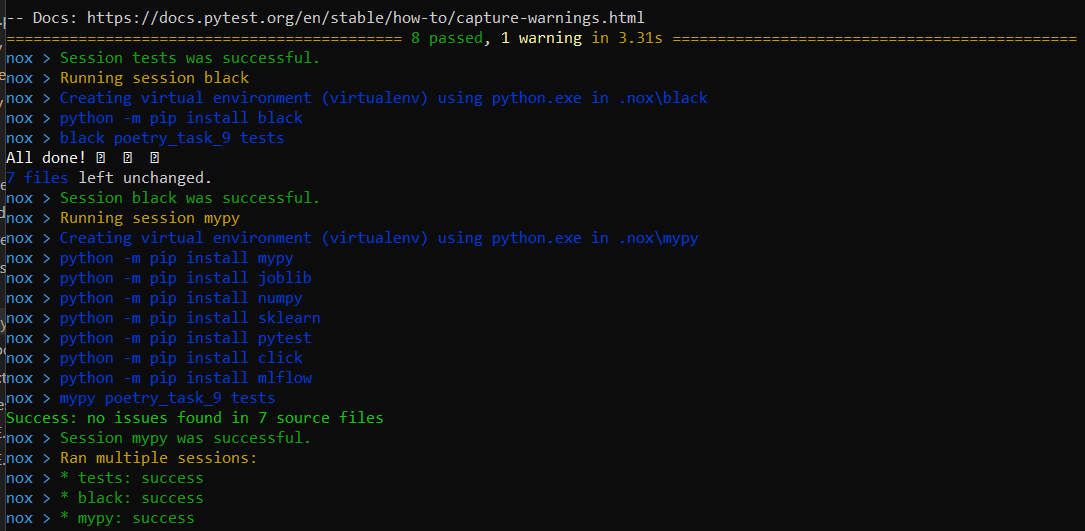 -- Docs: https://docs.pytest.org/en/stable/how-to/capture-warnings.html
============================================ 8 passed, 1 warning in 3.31s =============================================
nox > Session tests was successful.
nox > Running session black
nox > Creating virtual environment (virtualenv) using python.exe in .nox\black
nox > python -m pip install black
nox > black poetry_task_9 tests
All done!
7 files left unchanged.
nox > Session black was successful.
nox > Running session mypy
nox > Creating virtual environment (virtualenv) using python.exe in .nox\mypy
nox > python -m pip install mypy
nox > python -m pip install joblib
nox > python -m pip install numpy
nox > python -m pip install sklearn
nox > python -m pip install pytest
nox > python -m pip install click
nox > python -m pip install mlflow
nox > mypy poetry_task_9 tests
Success: no issues found in 7 source files
nox > Session mypy was successful.
nox > Ran multiple sessions:
nox > * tests: success
nox > * black: success
nox > * mypy: success